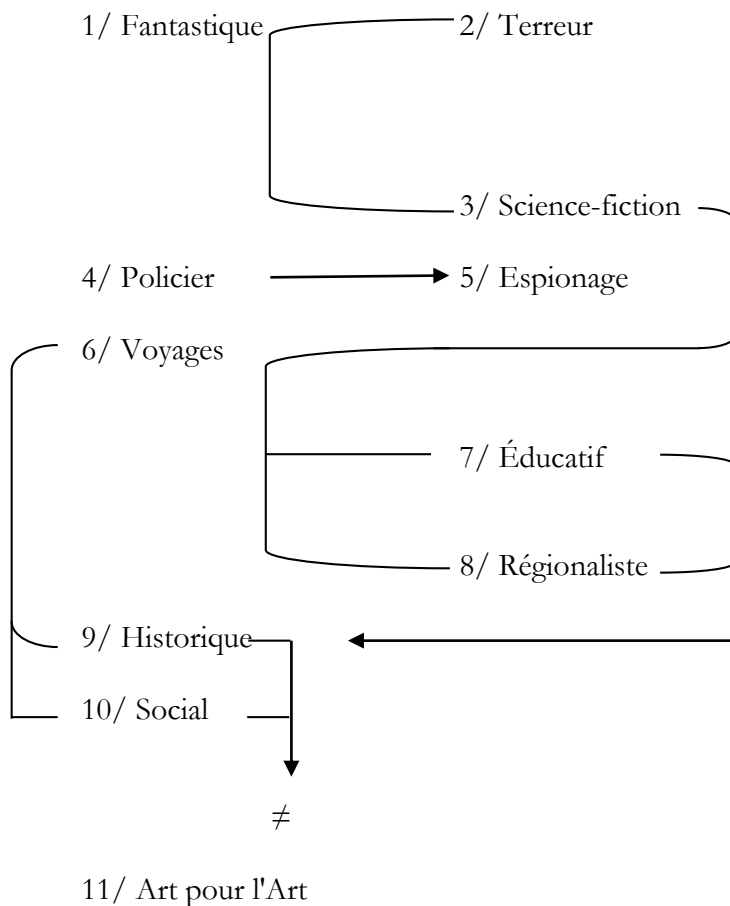 1/ Fantastique 2/ Terreur
3/ Science-fiction
4/ Policier 5/ Espionage
6/ Voyages
7/ Éducatif
8/ Régionaliste
9/ Historique
10/ Social
≠
11/ Art pour l'Art